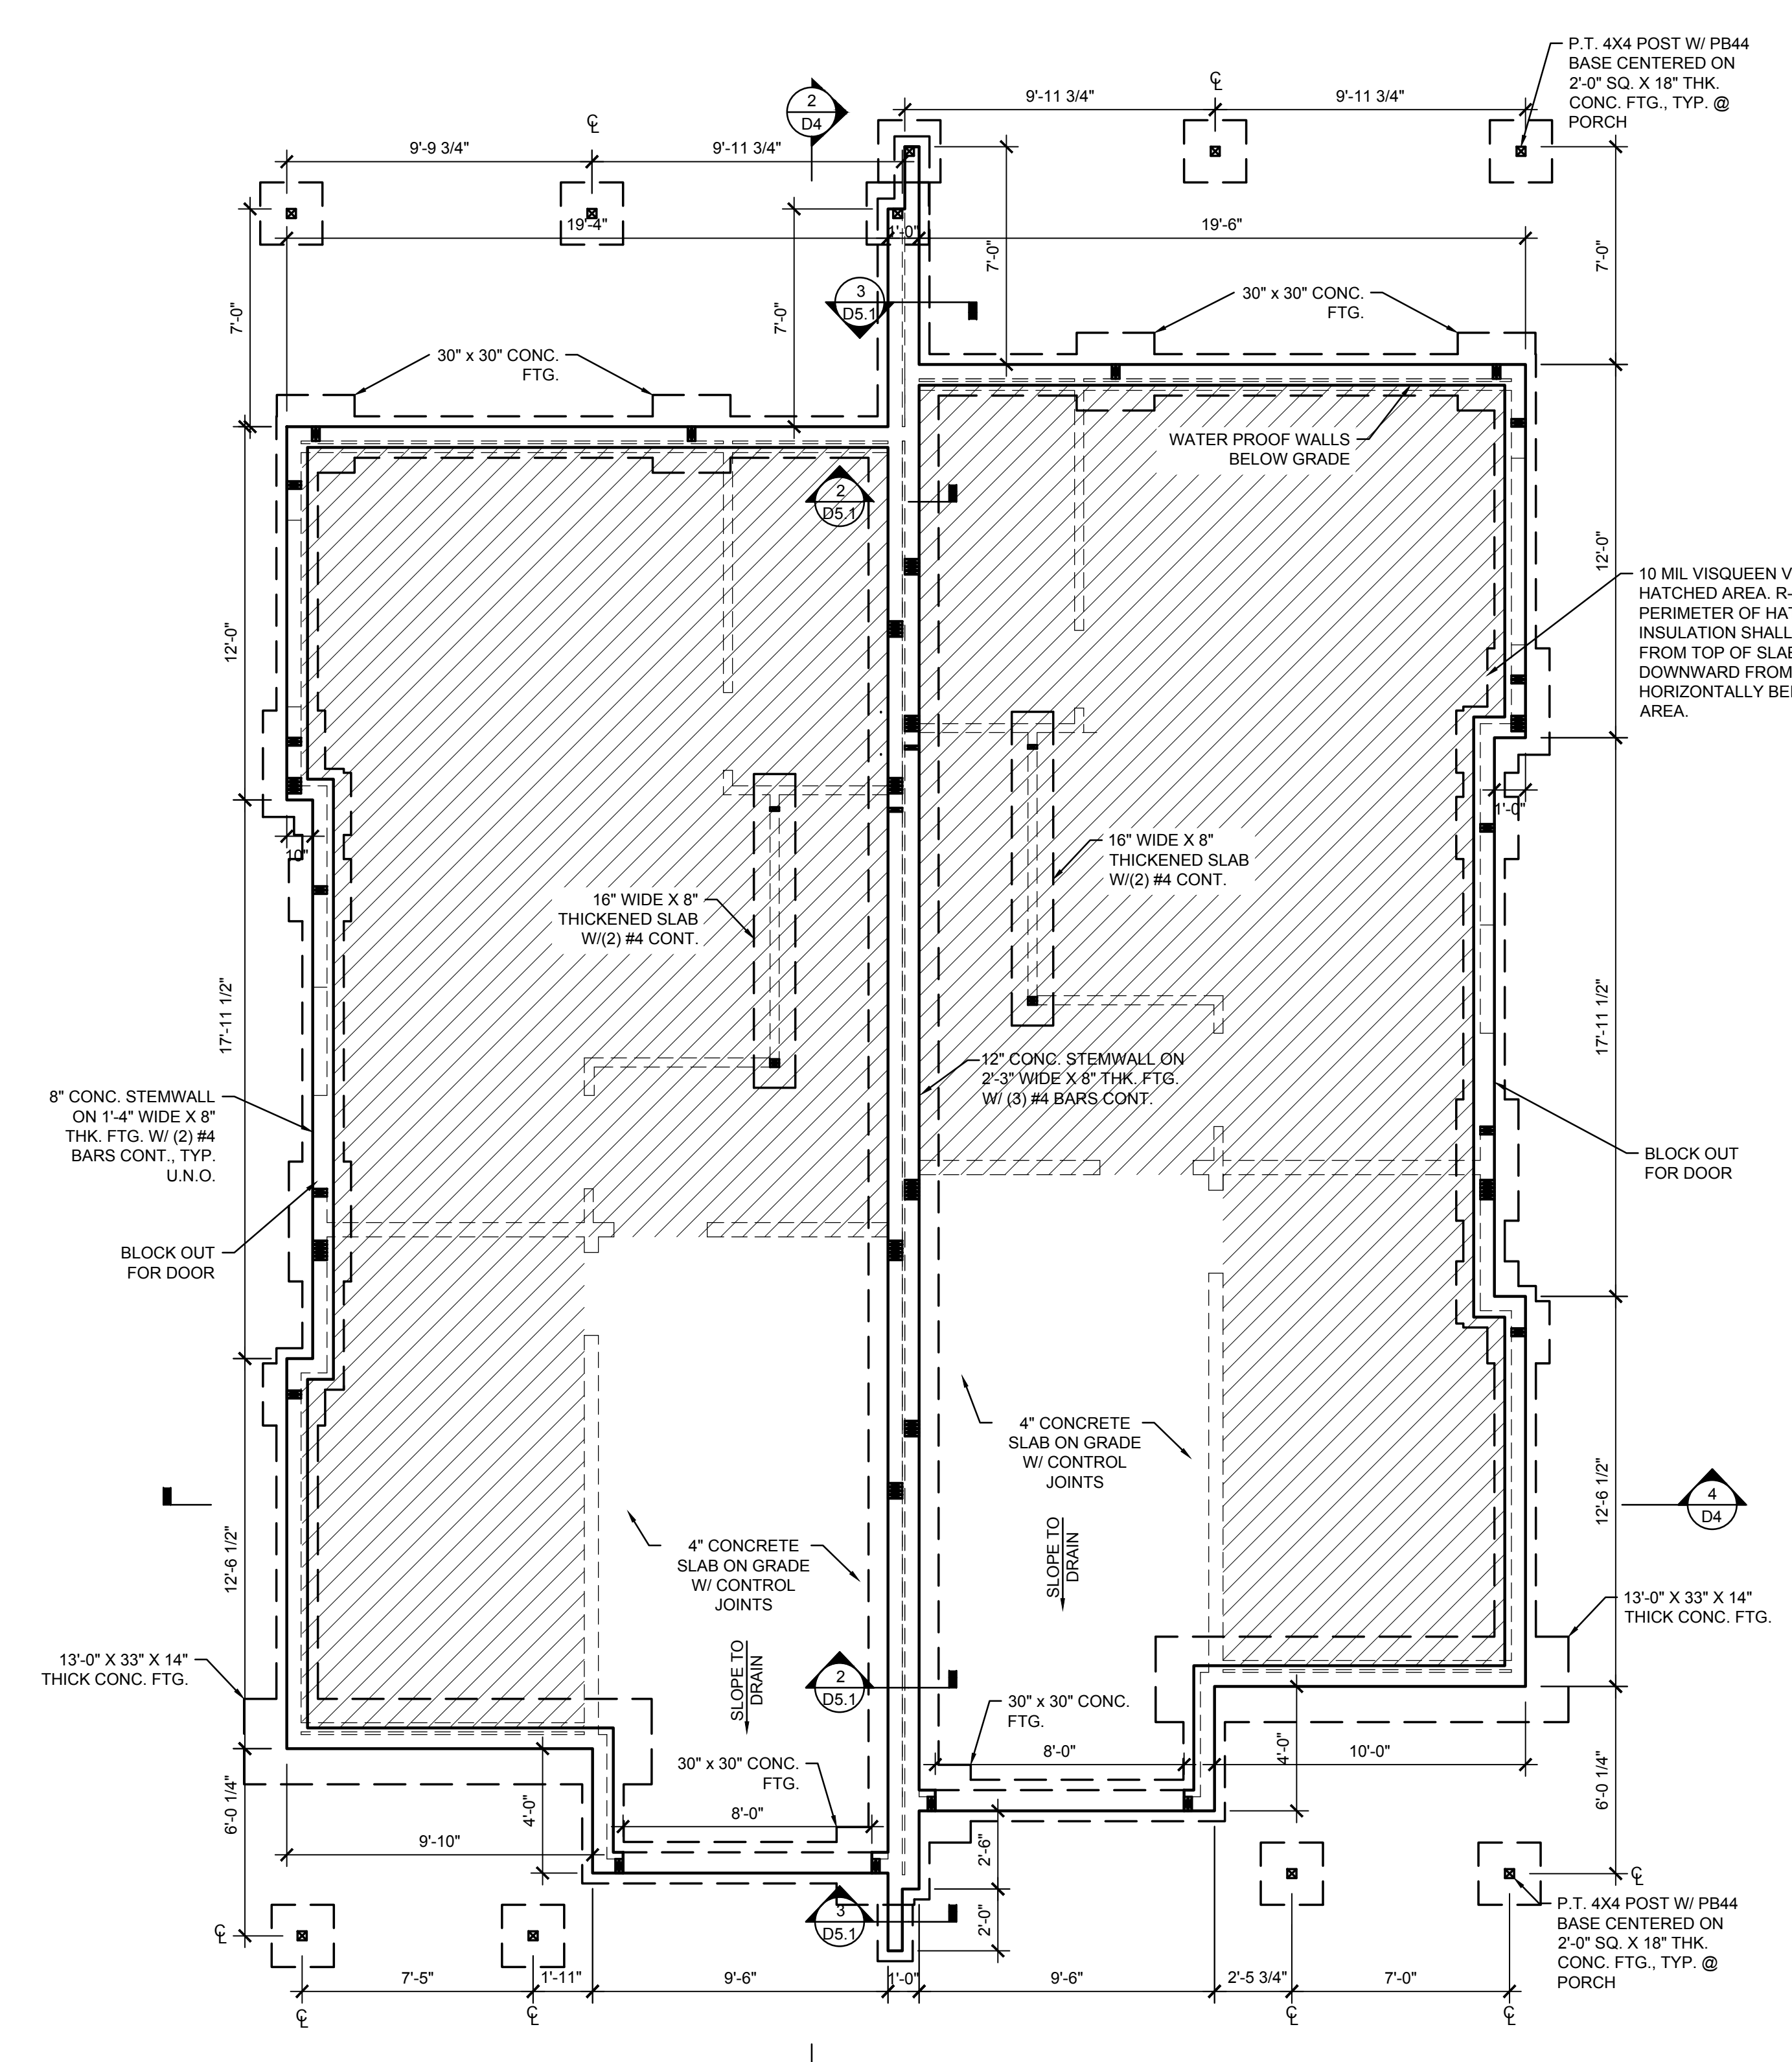 P.T. 4X4 POST W/ PB44
BASE CENTERED ON
2'-0" SQ. X 18" THK.
CONC. FTG., TYP. @
PORCH
2
D4
℄
9'-11 3/4"
9'-11 3/4"
℄
9'-9 3/4"
9'-11 3/4"
19'-4"
1'-0"
19'-6"
7'-0"
7'-0"
7'-0"
7'-0"
3
D5.1
30" x 30" CONC.
FTG.
30" x 30" CONC.
FTG.
WATER PROOF WALLS
BELOW GRADE
2
D5.1
12'-0"
12'-0"
10 MIL VISQUEEN V
HATCHED AREA. R-
PERIMETER OF HA
INSULATION SHALL
FROM TOP OF SLA
DOWNWARD FROM
HORIZONTALLY BE
AREA.
1'-0"
10"
16" WIDE X 8"
THICKENED SLAB
W/(2) #4 CONT.
16" WIDE X 8"
THICKENED SLAB
W/(2) #4 CONT.
17'-11 1/2"
17'-11 1/2"
12" CONC. STEMWALL ON
2'-3" WIDE X 8" THK. FTG.
W/ (3) #4 BARS CONT.
8" CONC. STEMWALL
ON 1'-4" WIDE X 8"
THK. FTG. W/ (2) #4
BARS CONT., TYP.
U.N.O.
BLOCK OUT
FOR DOOR
BLOCK OUT
FOR DOOR
4" CONCRETE
SLAB ON GRADE
W/ CONTROL
JOINTS
12'-6 1/2"
4
D4
4" CONCRETE
SLAB ON GRADE
W/ CONTROL
JOINTS
12'-6 1/2"
SLOPE TO
DRAIN
SLOPE TO
DRAIN
13'-0" X 33" X 14"
THICK CONC. FTG.
13'-0" X 33" X 14"
THICK CONC. FTG.
2
D5.1
30" x 30" CONC.
FTG.
30" x 30" CONC.
FTG.
8'-0"
4'-0"
10'-0"
6'-0 1/4"
6'-0 1/4"
4'-0"
8'-0"
9'-10"
2'-6"
2'-0"
3
D5.1
℄
℄
P.T. 4X4 POST W/ PB44
BASE CENTERED ON
2'-0" SQ. X 18" THK.
CONC. FTG., TYP. @
PORCH
7'-5"
1'-11"
9'-6"
1'-0"
9'-6"
2'-5 3/4"
7'-0"
℄
℄
℄
℄